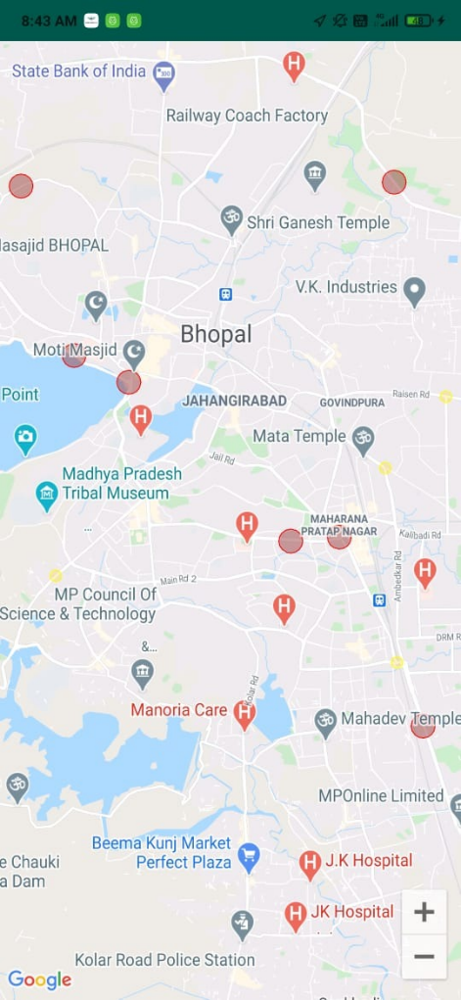 8:43 AM
48
State Bank of India
Railway Coach Factory
Shri Ganesh Temple
lasajid BHOPAL
V.K. Industries
Bhopal
Moti Masjid
Point
JAHANGIRABAD
GOVINDPURA
Raisen Rd
Mata Temple
Jail Rd
Madhya Pradesh
Tribal Museum
...
MAHARANA
PRATAP NAGAR
Kalibadi Rd
Ambedkar Rd
Main Rd 2
MP Council Of
Science & Technology
&...
DRM R
Kolar Rd
Manoria Care
Mahadev Temple
MPOnline Limited
Beema Kunj Market
Perfect Plaza
e Chauki
a Dam
J.K Hospital
JK Hospital
Kolar Road Police Station
+
−
Google